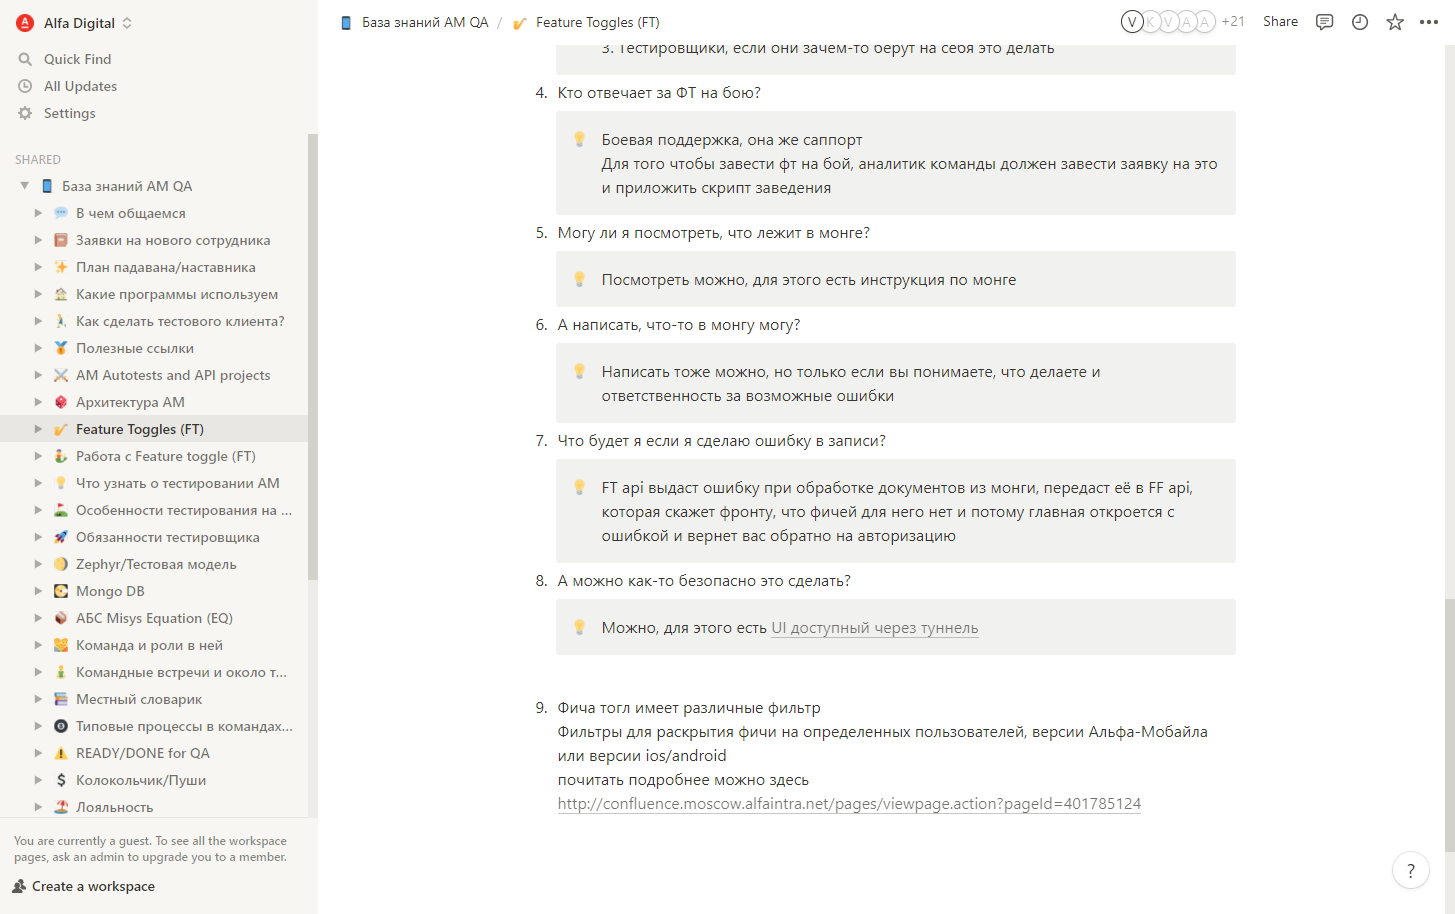 Alfa Digital
Quick Find
All Updates
Settings
SHARED
База знаний AM QA
В чем общаемся
Заявки на нового сотрудника
План падавана/наставника
Какие программы используем
Как сделать тестового клиента?
Полезные ссылки
AM Autotests and API projects
Архитектура AM
Feature Toggles (FT)
Работа с Feature toggle (FT)
Что узнать о тестировании АМ
Особенности тестирования на ...
Обязанности тестировщика
Zephyr/Тестовая модель
Mongo DB
АБС Misys Equation (EQ)
Команда и роли в ней
Командные встречи и около т...
Местный словарик
Типовые процессы в командах...
READY/DONE for QA
Колокольчик/Пуши
Лояльность
You are currently a guest. To see all the workspace
pages, ask an admin to upgrade you to a member.
Create a workspace
База знаний AM QA / Feature Toggles (FT)
V K V A A +21 Share
3. Тестировщики, если они зачем-то берут на себя это делать
4. Кто отвечает за ФТ на бою?
Боевая поддержка, она же саппорт
Для того чтобы завести фт на бой, аналитик команды должен завести заявку на это
и приложить скрипт заведения
5. Могу ли я посмотреть, что лежит в монге?
Посмотреть можно, для этого есть инструкция по монге
6. А написать, что-то в монгу могу?
Написать тоже можно, но только если вы понимаете, что делаете и
ответственность за возможные ошибки
7. Что будет я если я сделаю ошибку в записи?
FT api выдаст ошибку при обработке документов из монги, передаст её в FF api,
которая скажет фронту, что фичей для него нет и потому главная откроется с
ошибкой и вернет вас обратно на авторизацию
8. А можно как-то безопасно это сделать?
Можно, для этого есть UI доступный через туннель
9. Фича тогл имеет различные фильтр
Фильтры для раскрытия фичи на определенных пользователей, версии Альфа-Мобайла
или версии ios/android
почитать подробнее можно здесь
http://confluence.moscow.alfaintra.net/pages/viewpage.action?pageId=401785124
?